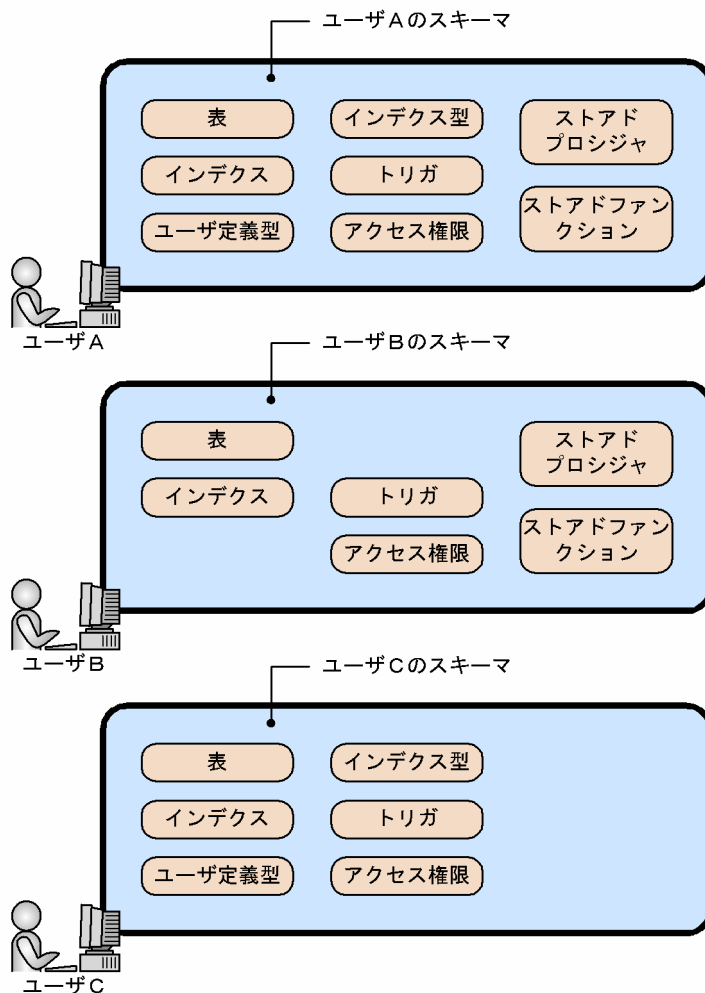 ユーザAのスキーマ
表
インデクス型
ストアド
プロシジャ
インデクス
トリガ
ストアドファン
クション
ユーザ定義型
アクセス権限
ユーザA
ユーザBのスキーマ
表
ストアド
プロシジャ
インデクス
トリガ
ストアドファン
クション
アクセス権限
ユーザB
ユーザCのスキーマ
表
インデクス型
インデクス
トリガ
ユーザ定義型
アクセス権限
ユーザC